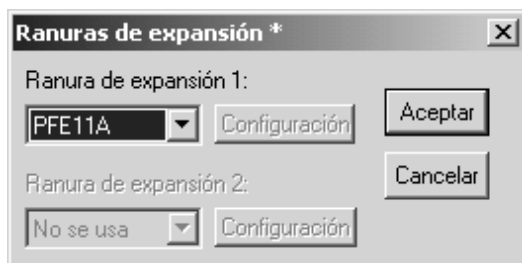 Ranuras de expansión *
Ranura de expansión 1:
PFE11A Configuración Aceptar
Ranura de expansión 2: Cancelar
No se usa Configuración